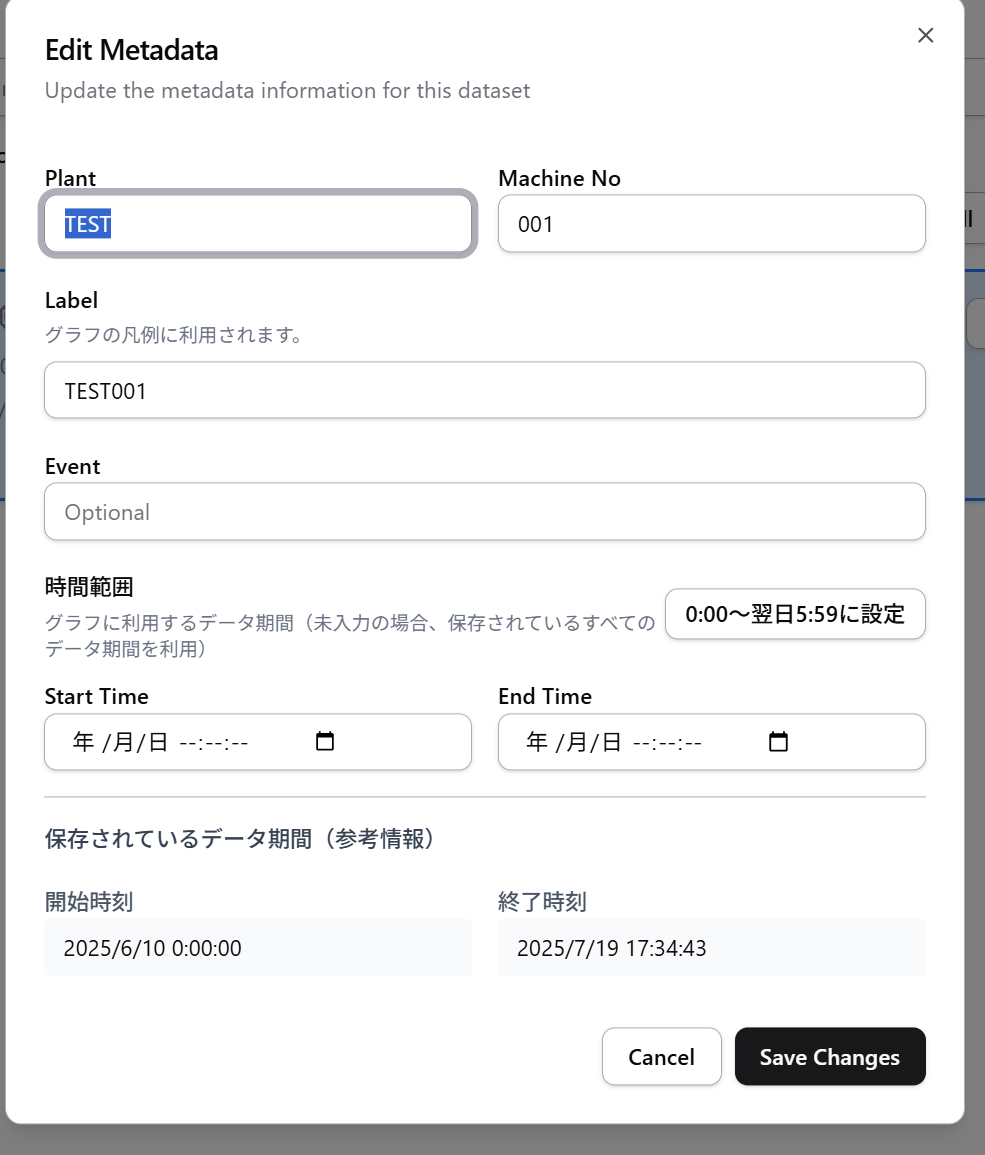 Edit Metadata
Update the metadata information for this dataset
Plant
Machine No
TEST
001
Label
グラフの凡例に利用されます。
TEST001
Event
Optional
時間範囲
グラフに利用するデータ期間（未入力の場合、保存されているすべての
データ期間を利用）
0:00〜翌日5:59に設定
Start Time
End Time
年 /月/日 --:--:--
年 /月/日 --:--:--
保存されているデータ期間（参考情報）
開始時刻
終了時刻
2025/6/10 0:00:00
2025/7/19 17:34:43
Cancel
Save Changes